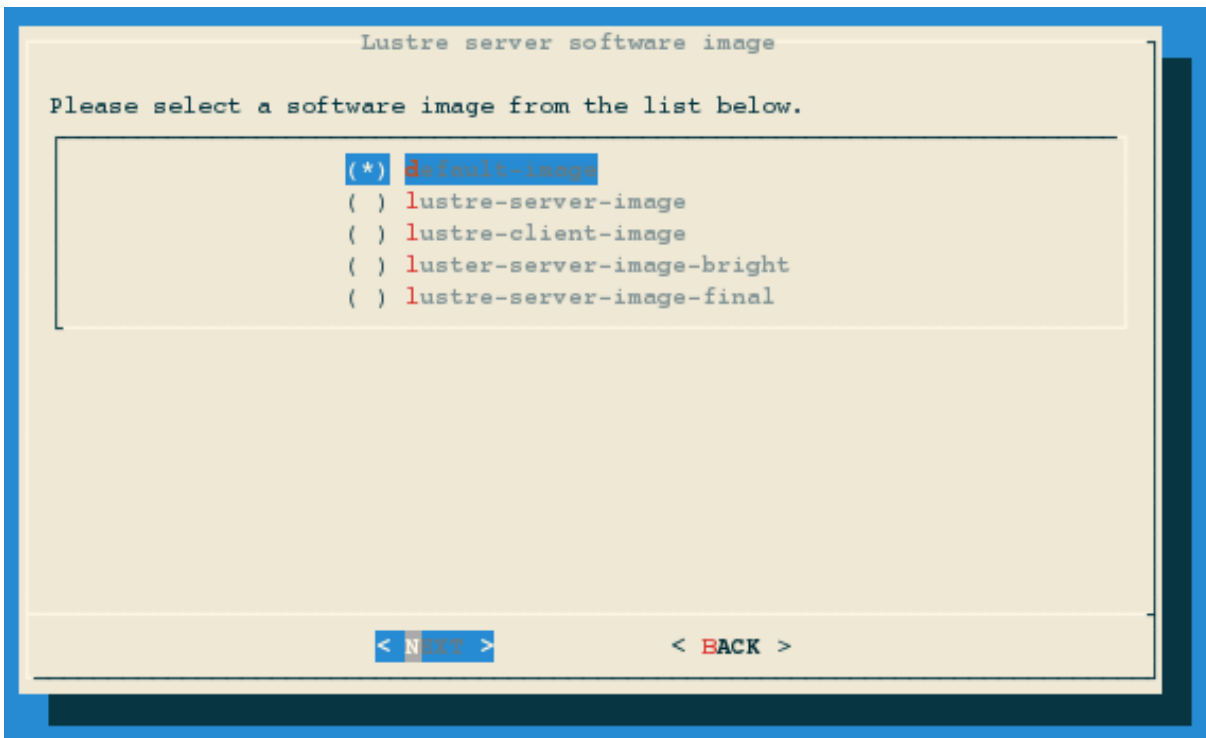 Lustre server software image
Please select a software image from the list below.
(*) default-image
( ) lustre-server-image
( ) lustre-client-image
( ) luster-server-image-bright
( ) lustre-server-image-final
< NEXT > < BACK >